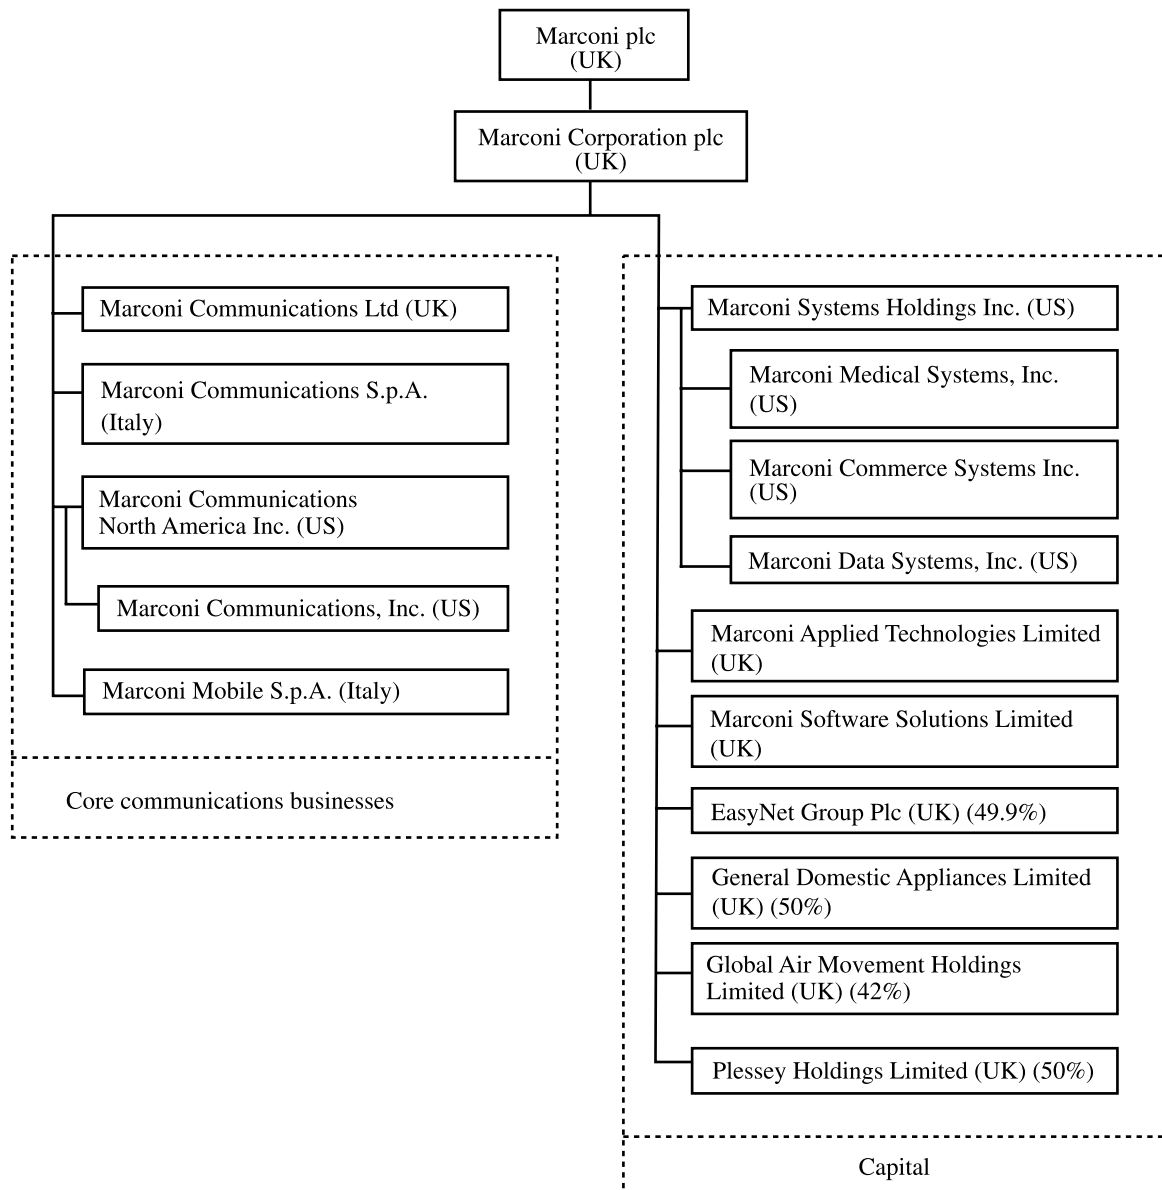 Marconi plc
(UK)
Marconi Corporation plc
(UK)
Marconi Communications Ltd (UK)
Marconi Communications S.p.A.
(Italy)
Marconi Communications
North America Inc. (US)
Marconi Communications, Inc. (US)
Marconi Mobile S.p.A. (Italy)
Core communications businesses
Marconi Systems Holdings Inc. (US)
Marconi Medical Systems, Inc.
(US)
Marconi Commerce Systems Inc.
(US)
Marconi Data Systems, Inc. (US)
Marconi Applied Technologies Limited
(UK)
Marconi Software Solutions Limited
(UK)
EasyNet Group Plc (UK) (49.9%)
General Domestic Appliances Limited
(UK) (50%)
Global Air Movement Holdings
Limited (UK) (42%)
Plessey Holdings Limited (UK) (50%)
Capital